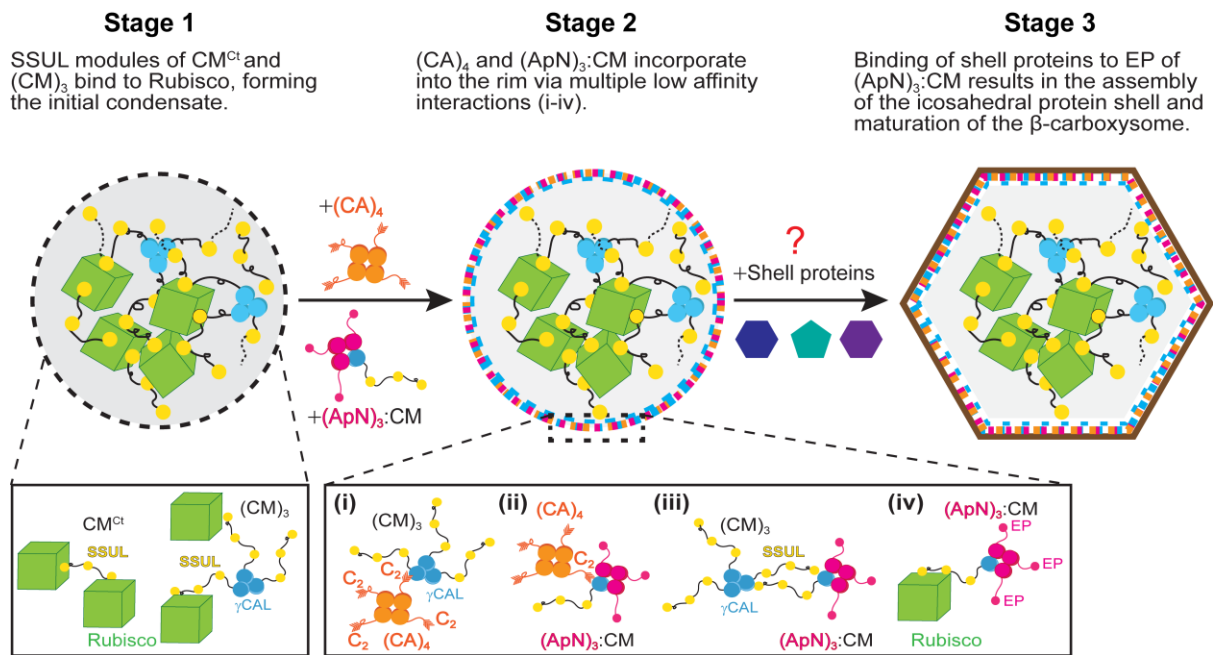 Stage 1
SSUL modules of CMᶜᵗ and
(CM)₃ bind to Rubisco, forming
the initial condensate.
Stage 2
(CA)₄ and (ApN)₃:CM incorporate
into the rim via multiple low affinity
interactions (i-iv).
Stage 3
Binding of shell proteins to EP of
(ApN)₃:CM results in the assembly
of the icosahedral protein shell and
maturation of the β-carboxysome.
+(CA)₄
+(ApN)₃:CM
?
+Shell proteins
CMᶜᵗ
SSUL
Rubisco
(CM)₃
SSUL
γCAL
(i)
(CM)₃
C₂
C₂
γCAL
C₂
C₂
(CA)₄
(ii)
(CA)₄
C₂
(ApN)₃:CM
(iii)
(CM)₃
SSUL
γCAL
(ApN)₃:CM
(iv)
(ApN)₃:CM
EP
EP
EP
Rubisco